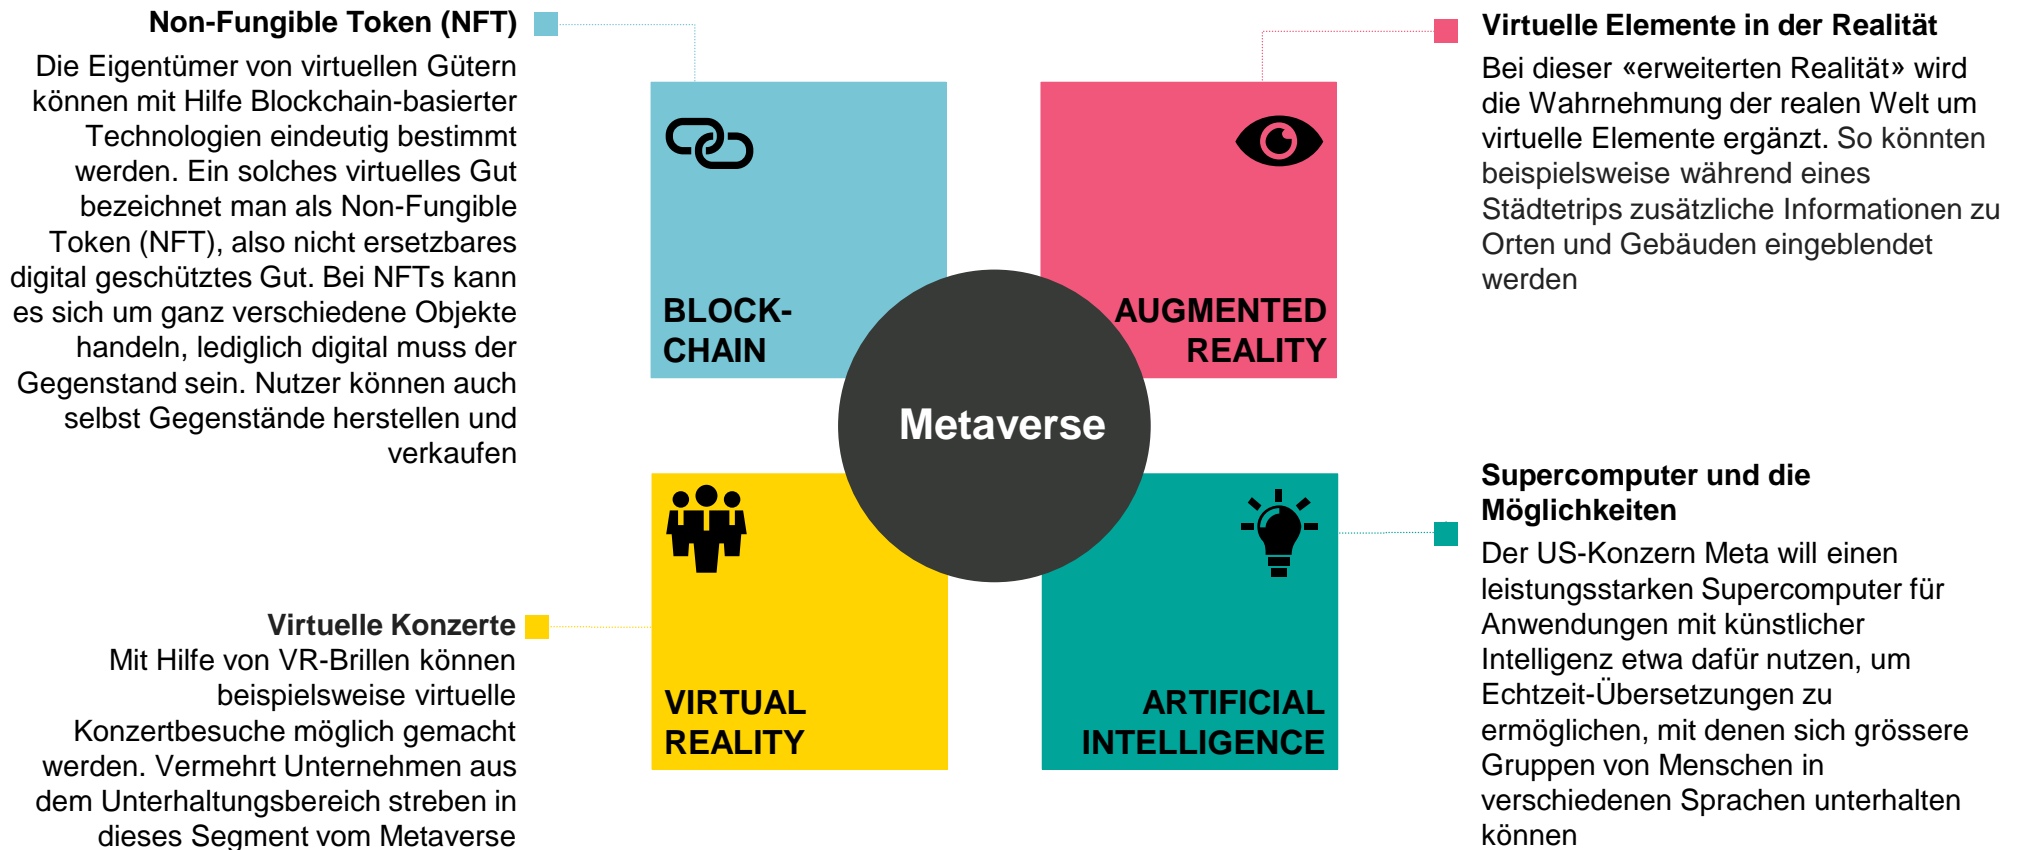 Non-Fungible Token (NFT)
Die Eigentümer von virtuellen Gütern
können mit Hilfe Blockchain-basierter
Technologien eindeutig bestimmt
werden. Ein solches virtuelles Gut
bezeichnet man als Non-Fungible
Token (NFT), also nicht ersetzbares
digital geschütztes Gut. Bei NFTs kann
es sich um ganz verschiedene Objekte
handeln, lediglich digital muss der
Gegenstand sein. Nutzer können auch
selbst Gegenstände herstellen und
verkaufen
BLOCK-
CHAIN
AUGMENTED
REALITY
Virtuelle Elemente in der Realität
Bei dieser «erweiterten Realität» wird
die Wahrnehmung der realen Welt um
virtuelle Elemente ergänzt. So könnten
beispielsweise während eines
Städtetrips zusätzliche Informationen zu
Orten und Gebäuden eingeblendet
werden
Metaverse
Virtuelle Konzerte
Mit Hilfe von VR-Brillen können
beispielsweise virtuelle
Konzertbesuche möglich gemacht
werden. Vermehrt Unternehmen aus
dem Unterhaltungsbereich streben in
dieses Segment vom Metaverse
VIRTUAL
REALITY
ARTIFICIAL
INTELLIGENCE
Supercomputer und die
Möglichkeiten
Der US-Konzern Meta will einen
leistungsstarken Supercomputer für
Anwendungen mit künstlicher
Intelligenz etwa dafür nutzen, um
Echtzeit-Übersetzungen zu
ermöglichen, mit denen sich grössere
Gruppen von Menschen in
verschiedenen Sprachen unterhalten
können